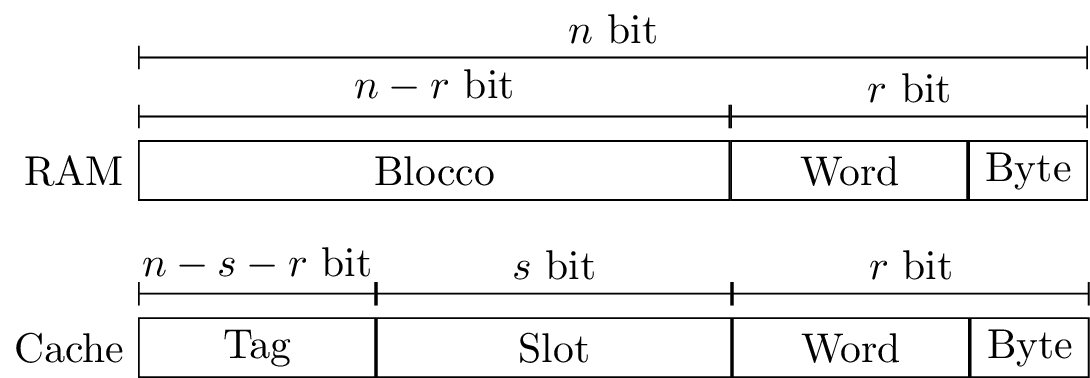 n bit
n − r bit r bit
RAM Blocco Word Byte
n − s − r bit s bit r bit
Cache Tag Slot Word Byte